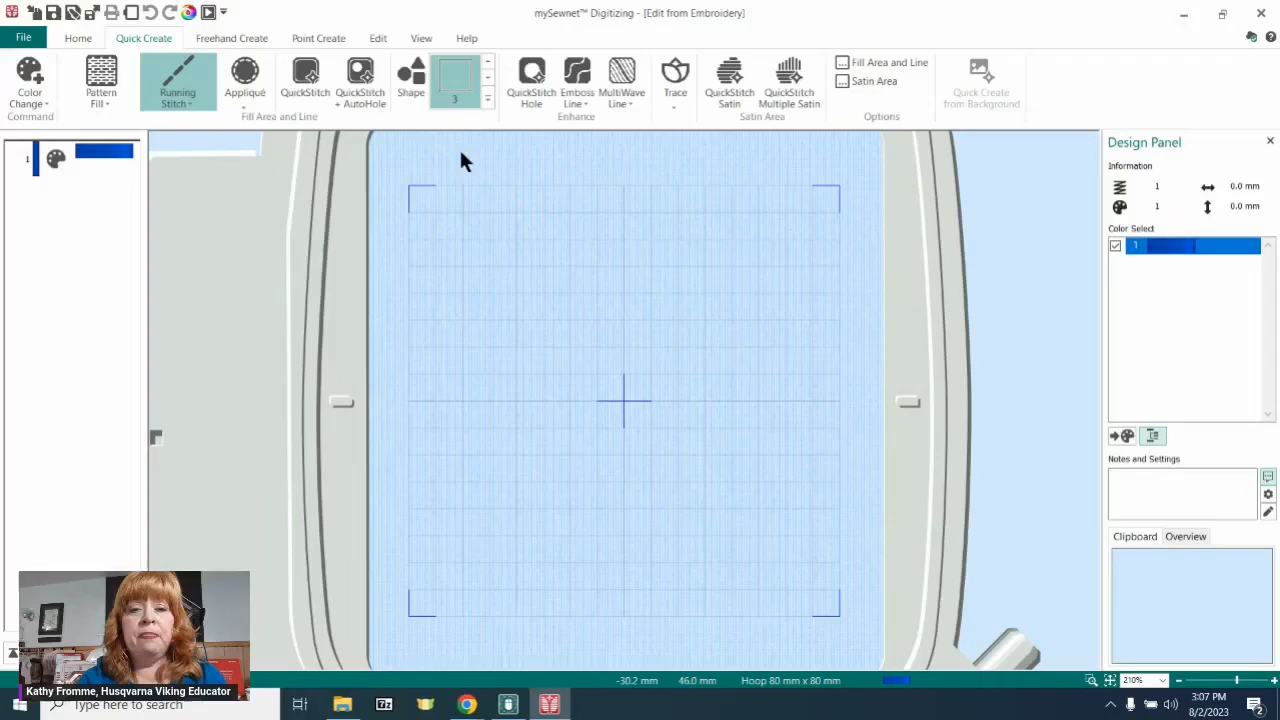 mySewnet™ Digitizing - [Edit from Embroidery]
File Home Quick Create Freehand Create Point Create Edit View Help
Color Change
Pattern Fill
Running Stitch
Appliqué
QuickStitch
QuickStitch + AutoHole
Shape
3
QuickStitch Hole
Emboss Line
MultiWave Line
Trace
QuickStitch Satin
QuickStitch Multiple Satin
Fill Area and Line
Satin Area
Quick Create from Background
Command
Fill Area and Line
Enhance
Satin Area
Options
1
Design Panel
Information
1 0.0 mm
1 0.0 mm
Color Select
1
Notes and Settings
Clipboard Overview
Kathy Fromme, Husqvarna Viking Educator
-30.2 mm 46.0 mm Hoop 80 mm x 80 mm 210%
Type here to search
3:07 PM
8/2/2023
2